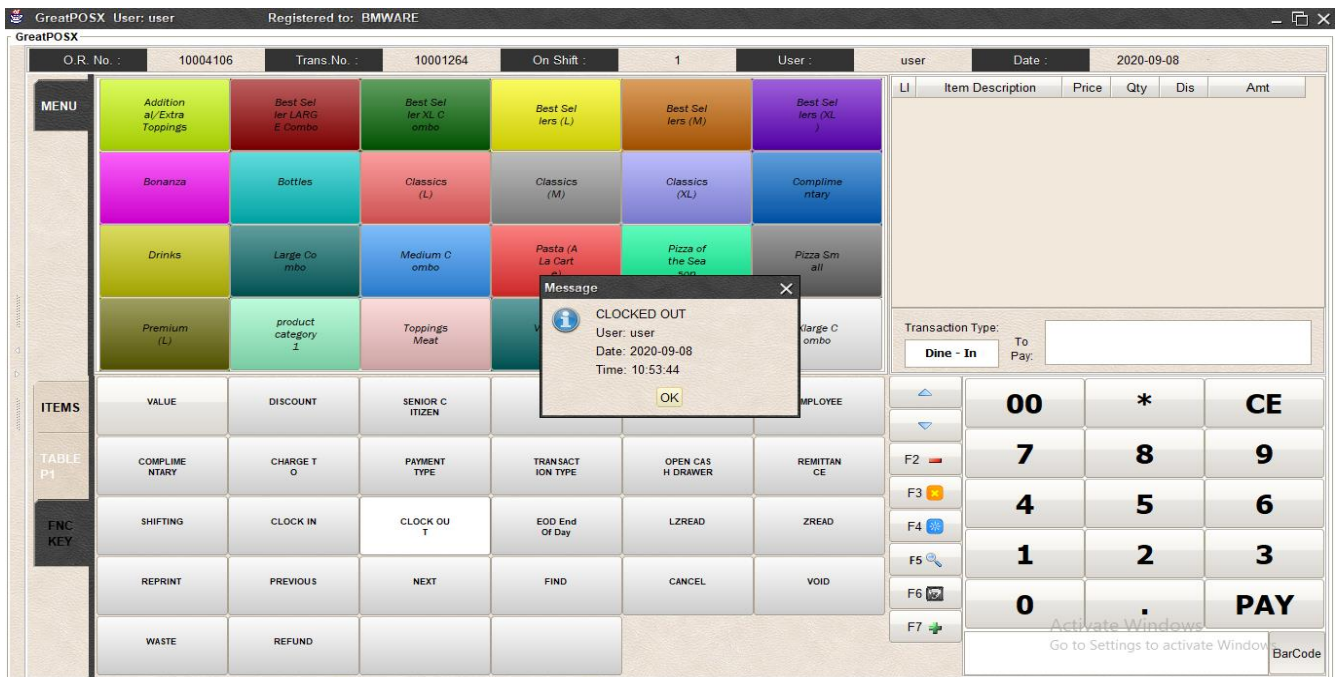 GreatPOSX User: user Registered to: BMWARE
GreatPOSX
O.R. No. : 10004106 Trans.No. : 10001264 On Shift : 1 User : user Date : 2020-09-08
MENU
Addition
al/Extra
Toppings
Best Sel
ler LARG
E Combo
Best Sel
ler XL C
ombo
Best Sel
lers (L)
Best Sel
lers (M)
Best Sel
lers (XL
)
Bonanza
Bottles
Classics
(L)
Classics
(M)
Classics
(XL)
Complime
ntary
Drinks
Large Co
mbo
Medium C
ombo
Pasta (A
La Cart
e)
Pizza of
the Sea
son
Pizza Sm
all
Premium
(L)
product
category
1
Toppings
Meat
V
Xlarge C
ombo
Message
CLOCKED OUT
User: user
Date: 2020-09-08
Time: 10:53:44
OK
LI Item Description Price Qty Dis Amt
Transaction Type:
Dine - In
To
Pay:
ITEMS
TABLE
P1
FNC
KEY
VALUE
DISCOUNT
SENIOR C
ITIZEN
MPLOYEE
COMPLIME
NTARY
CHARGE T
O
PAYMENT
TYPE
TRANSACT
ION TYPE
OPEN CAS
H DRAWER
REMITTAN
CE
SHIFTING
CLOCK IN
CLOCK OU
T
EOD End
Of Day
LZREAD
ZREAD
REPRINT
PREVIOUS
NEXT
FIND
CANCEL
VOID
WASTE
REFUND
F2
F3
F4
F5
F6
F7
00 * CE
7 8 9
4 5 6
1 2 3
0 . PAY
BarCode
Activate Windows
Go to Settings to activate Windows